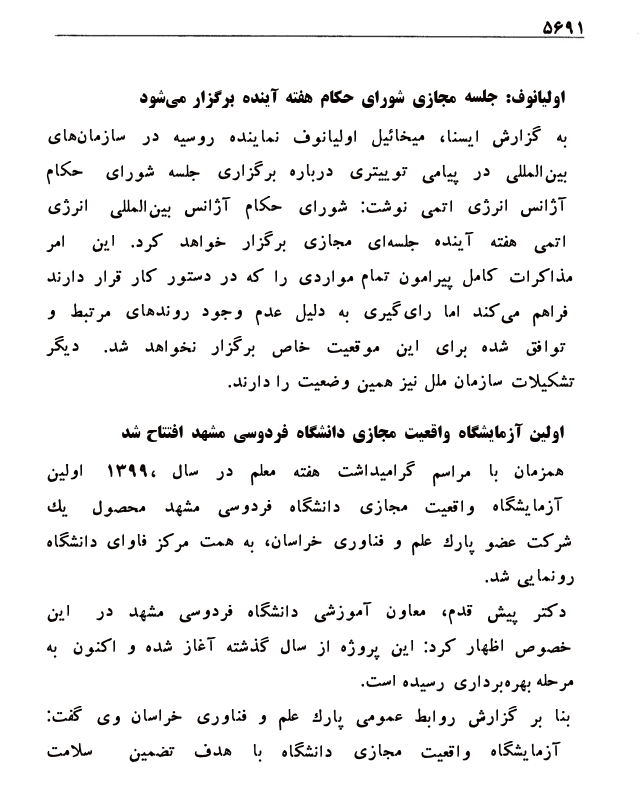 ۵۶۹۱
اولیانوف: جلسه مجازی شورای حکام هفته آینده برگزار می‌شود
به گزارش ایسنا، میخائیل اولیانوف نماینده روسیه در سازمان‌های
بین‌المللی در پیامی توییتری درباره برگزاری جلسه شورای حکام
آژانس انرژی اتمی نوشت: شورای حکام آژانس بین‌المللی انرژی
اتمی هفته آینده جلسه‌ای مجازی برگزار خواهد کرد. این امر
مذاکرات کامل پیرامون تمام مواردی را که در دستور کار قرار دارند
فراهم می‌کند اما رای‌گیری به دلیل عدم وجود روندهای مرتبط و
توافق شده برای این موقعیت خاص برگزار نخواهد شد. دیگر
تشکیلات سازمان ملل نیز همین وضعیت را دارند.
اولین آزمایشگاه واقعیت مجازی دانشگاه فردوسی مشهد افتتاح شد
همزمان با مراسم گرامیداشت هفته معلم در سال ۱۳۹۹، اولین
آزمایشگاه واقعیت مجازی دانشگاه فردوسی مشهد محصول یك
شرکت عضو پارك علم و فناوری خراسان، به همت مرکز فاوای دانشگاه
رونمایی شد.
دکتر پیش قدم، معاون آموزشی دانشگاه فردوسی مشهد در این
خصوص اظهار کرد: این پروژه از سال گذشته آغاز شده و اکنون به
مرحله بهره‌برداری رسیده است.
بنا بر گزارش روابط عمومی پارك علم و فناوری خراسان وی گفت:
آزمایشگاه واقعیت مجازی دانشگاه با هدف تضمین سلامت